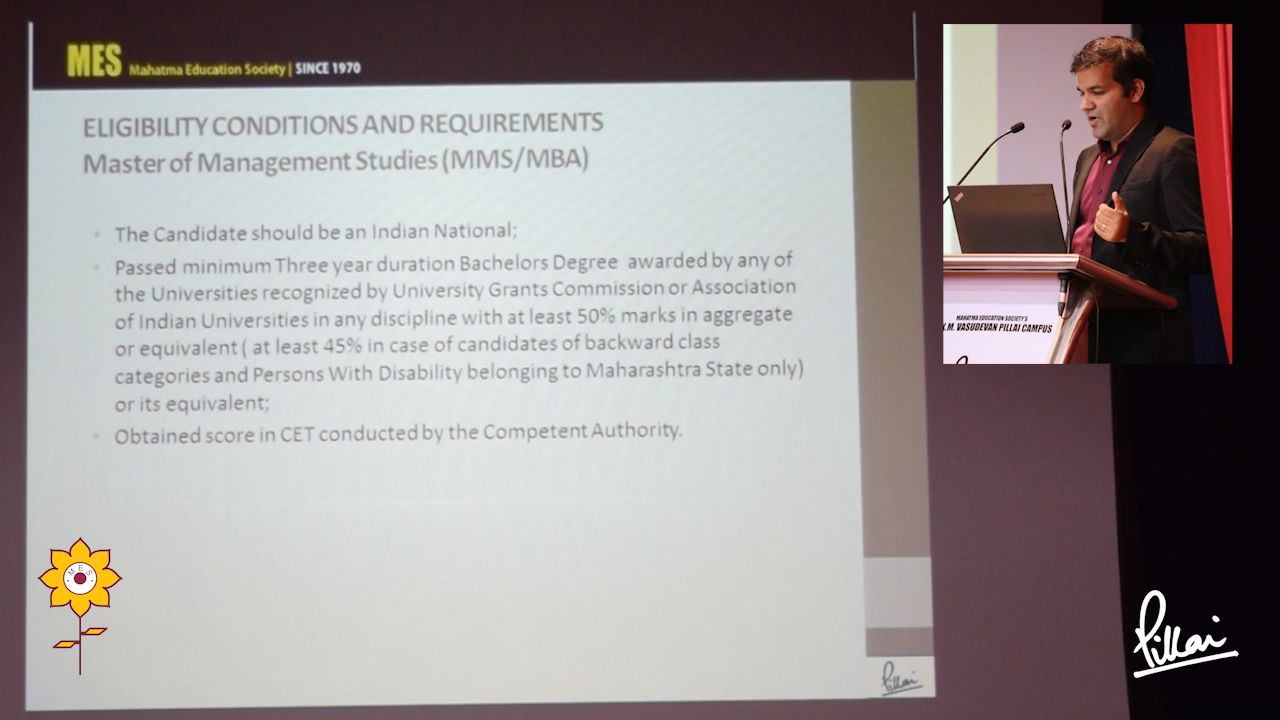 MES Mahatma Education Society | SINCE 1970
ELIGIBILITY CONDITIONS AND REQUIREMENTS
Master of Management Studies (MMS/MBA)
The Candidate should be an Indian National;
Passed minimum Three year duration Bachelors Degree awarded by any of
the Universities recognized by University Grants Commission or Association
of Indian Universities in any discipline with at least 50% marks in aggregate
or equivalent ( at least 45% in case of candidates of backward class
categories and Persons With Disability belonging to Maharashtra State only)
or its equivalent;
Obtained score in CET conducted by the Competent Authority.
MES
Pillai
MAHATMA EDUCATION SOCIETY'S
K.M. VASUDEVAN PILLAI CAMPUS
Pillai